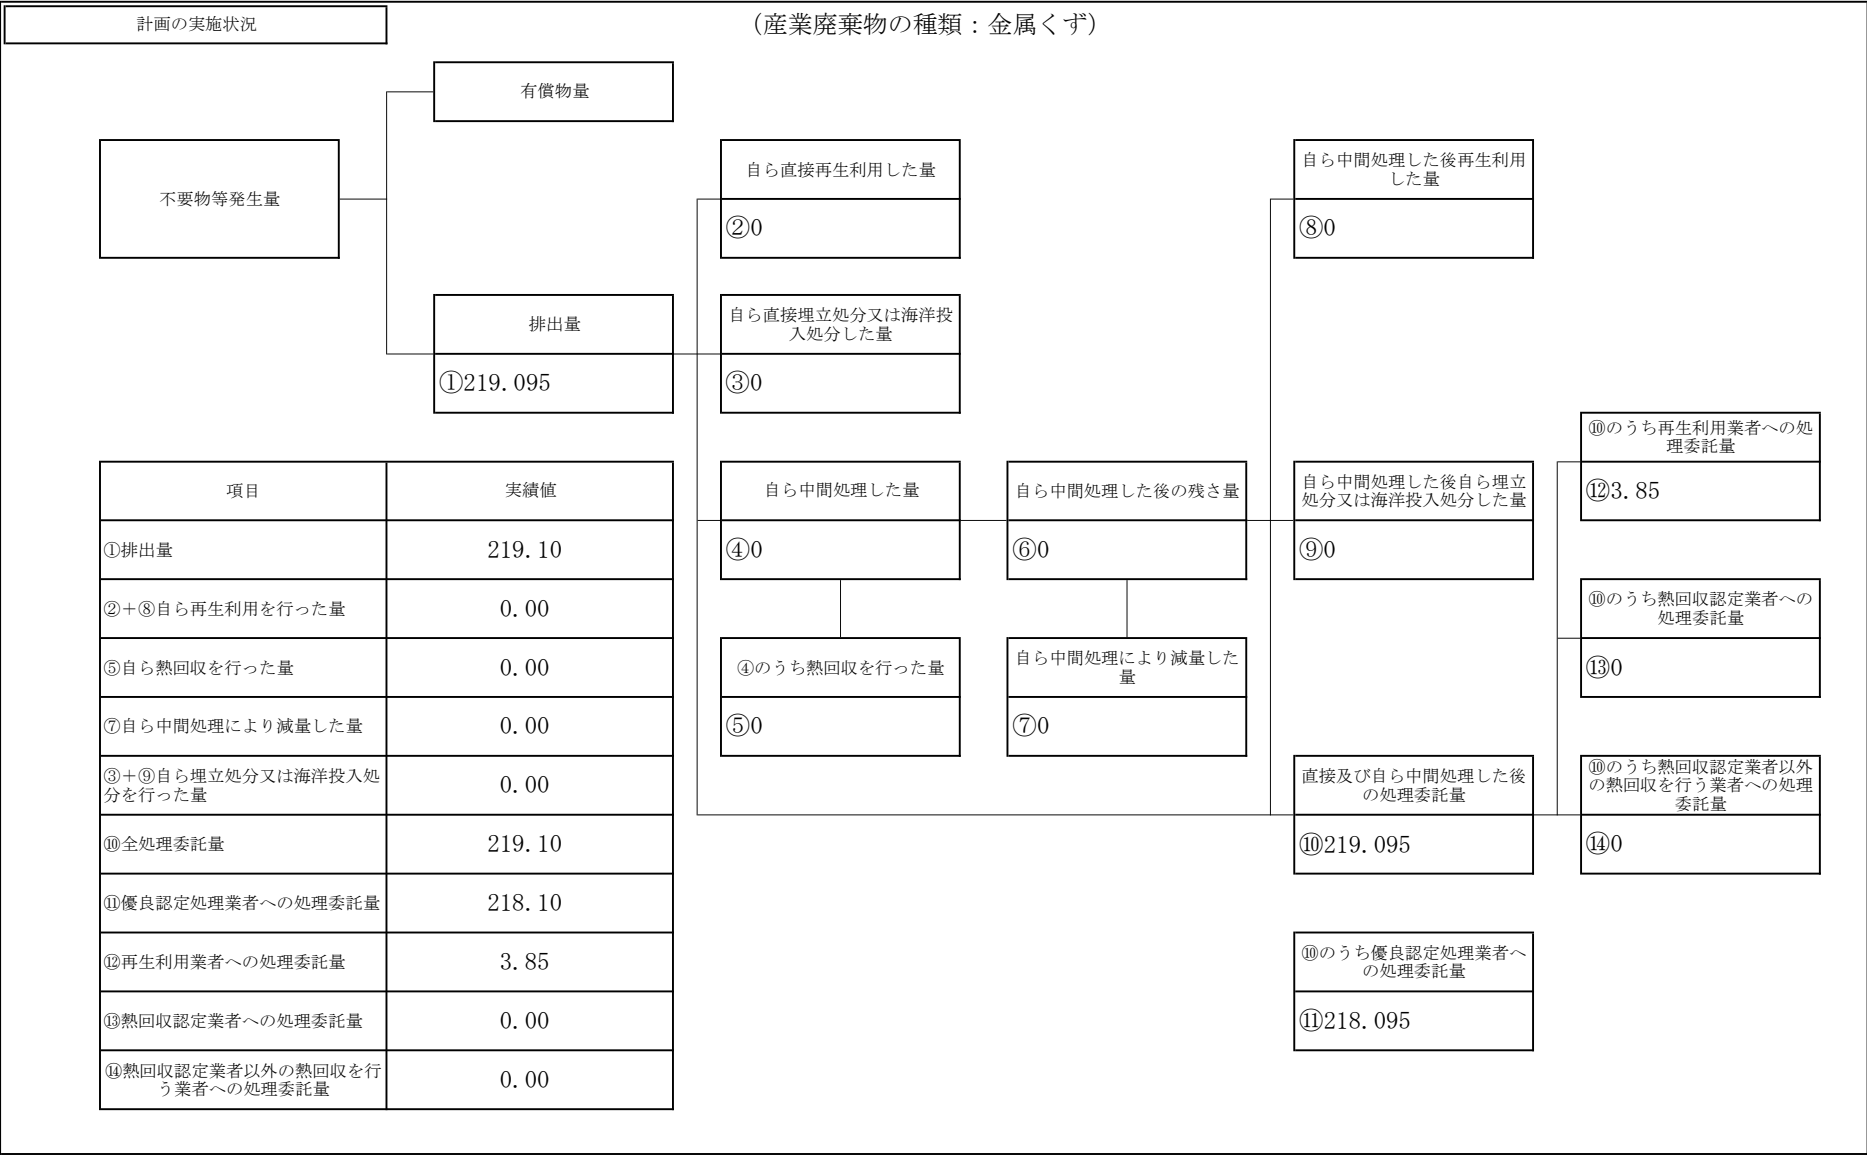 計画の実施状況
（産業廃棄物の種類：金属くず）
有償物量
不要物等発生量
自ら直接再生利用した量
②0
自ら中間処理した後再生利用
した量
⑧0
排出量
①219.095
自ら直接埋立処分又は海洋投
入処分した量
③0
⑩のうち再生利用業者への処
理委託量
⑫3.85
自ら中間処理した量
④0
自ら中間処理した後の残さ量
⑥0
自ら中間処理した後自ら埋立
処分又は海洋投入処分した量
⑨0
⑩のうち熱回収認定業者への
処理委託量
⑬0
④のうち熱回収を行った量
⑤0
自ら中間処理により減量した
量
⑦0
直接及び自ら中間処理した後
の処理委託量
⑩219.095
⑩のうち熱回収認定業者以外
の熱回収を行う業者への処理
委託量
⑭0
⑩のうち優良認定処理業者へ
の処理委託量
⑪218.095
項目 実績値
①排出量 219.10
②＋⑧自ら再生利用を行った量 0.00
⑤自ら熱回収を行った量 0.00
⑦自ら中間処理により減量した量 0.00
③＋⑨自ら埋立処分又は海洋投入処
分を行った量 0.00
⑩全処理委託量 219.10
⑪優良認定処理業者への処理委託量 218.10
⑫再生利用業者への処理委託量 3.85
⑬熱回収認定業者への処理委託量 0.00
⑭熱回収認定業者以外の熱回収を行
う業者への処理委託量 0.00